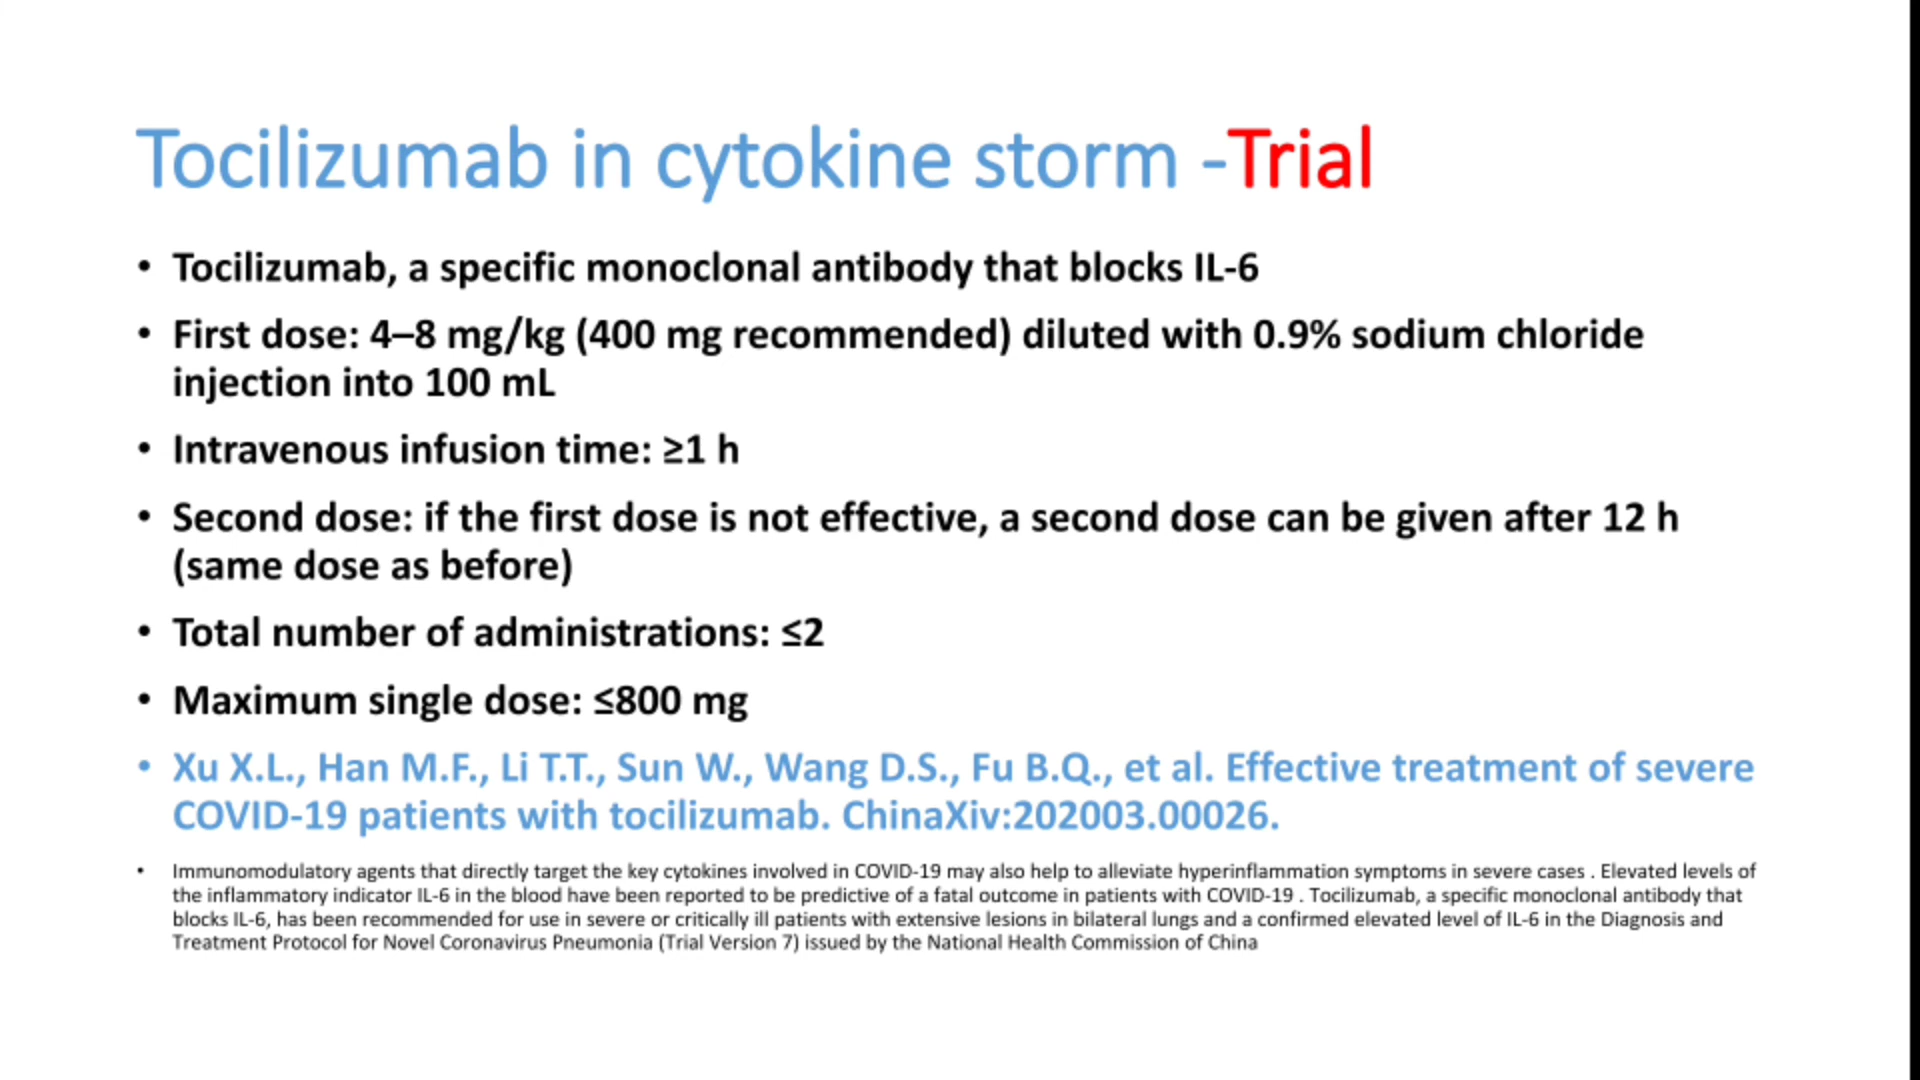 Tocilizumab in cytokine storm -Trial
• Tocilizumab, a specific monoclonal antibody that blocks IL-6
• First dose: 4–8 mg/kg (400 mg recommended) diluted with 0.9% sodium chloride
injection into 100 mL
• Intravenous infusion time: ≥1 h
• Second dose: if the first dose is not effective, a second dose can be given after 12 h
(same dose as before)
• Total number of administrations: ≤2
• Maximum single dose: ≤800 mg
• Xu X.L., Han M.F., Li T.T., Sun W., Wang D.S., Fu B.Q., et al. Effective treatment of severe
COVID-19 patients with tocilizumab. ChinaXiv:202003.00026.
• Immunomodulatory agents that directly target the key cytokines involved in COVID-19 may also help to alleviate hyperinflammation symptoms in severe cases . Elevated levels of
the inflammatory indicator IL-6 in the blood have been reported to be predictive of a fatal outcome in patients with COVID-19 . Tocilizumab, a specific monoclonal antibody that
blocks IL-6, has been recommended for use in severe or critically ill patients with extensive lesions in bilateral lungs and a confirmed elevated level of IL-6 in the Diagnosis and
Treatment Protocol for Novel Coronavirus Pneumonia (Trial Version 7) issued by the National Health Commission of China